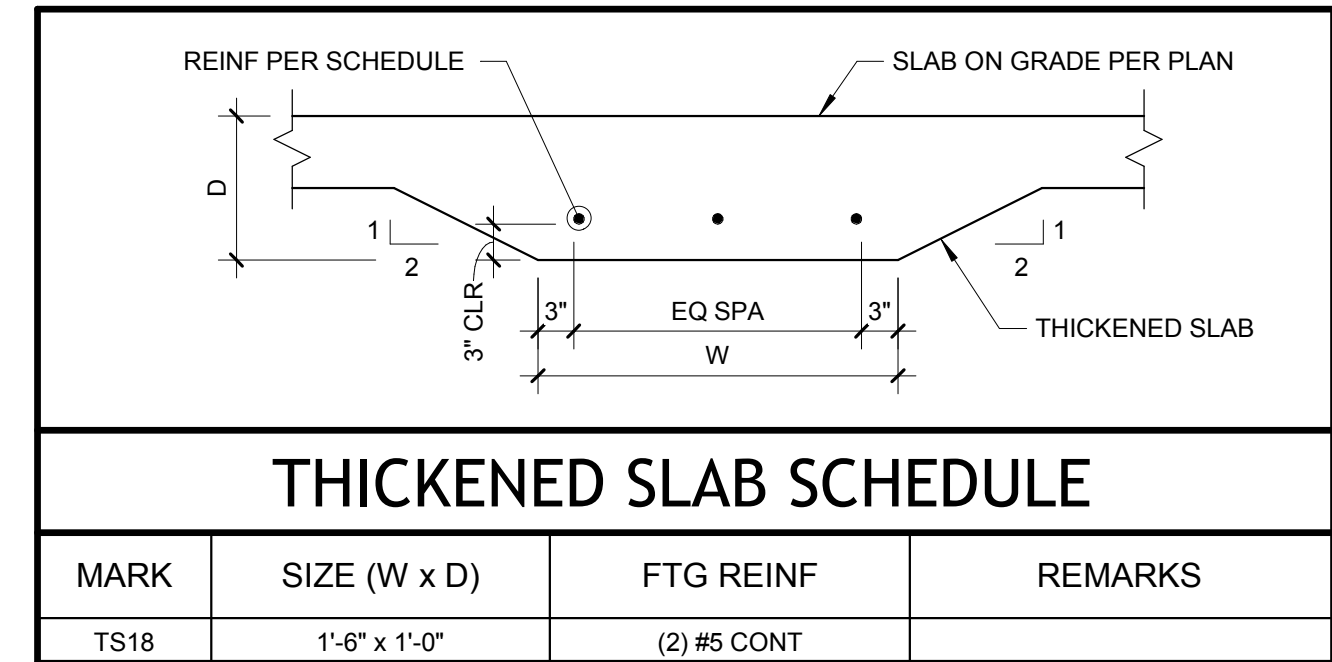 REINF PER SCHEDULE
SLAB ON GRADE PER PLAN
D
1
2
3" CLR
3"
EQ SPA
3"
W
1
2
THICKENED SLAB
THICKENED SLAB SCHEDULE
MARK SIZE (W x D) FTG REINF REMARKS
TS18 1'-6" x 1'-0" (2) #5 CONT